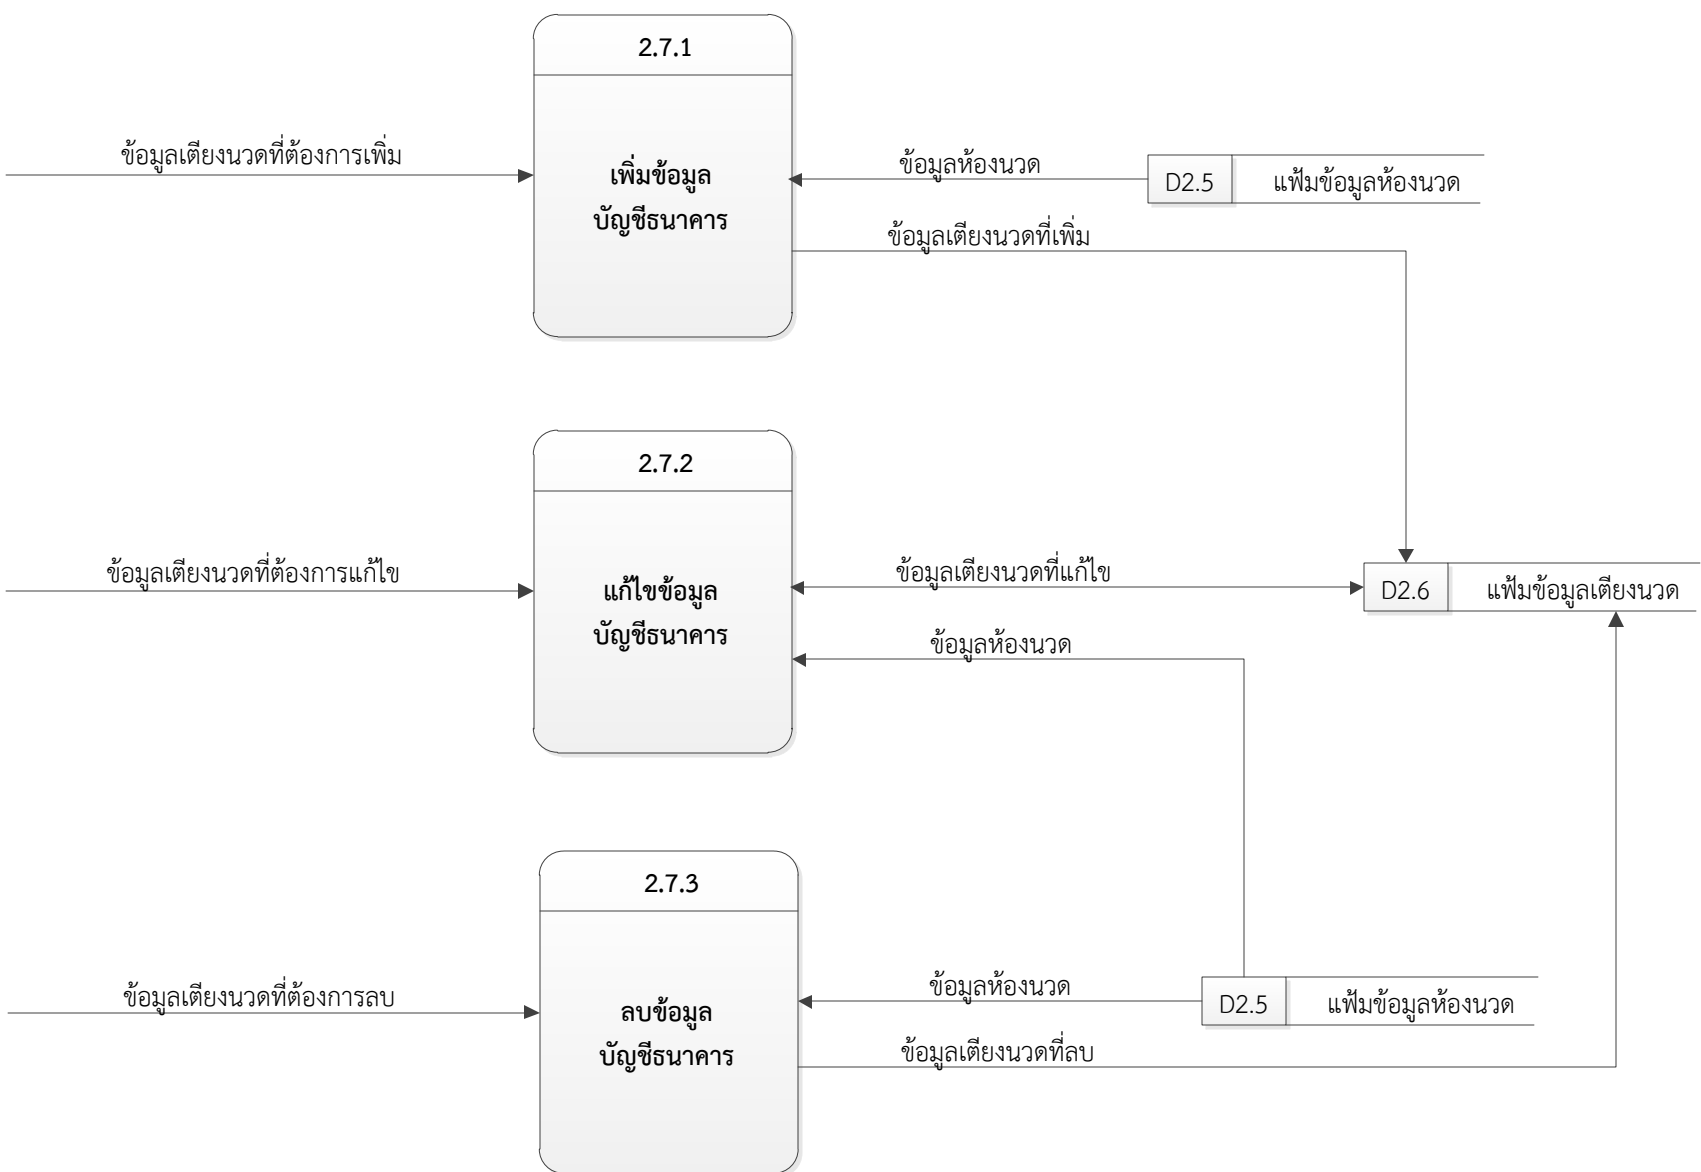 2.7.1
ข้อมูลเตียงนวดที่ต้องการเพิ่ม
เพิ่มข้อมูล
บัญชีธนาคาร
ข้อมูลห้องนวด
D2.5
แฟ้มข้อมูลห้องนวด
ข้อมูลเตียงนวดที่เพิ่ม
2.7.2
ข้อมูลเตียงนวดที่ต้องการแก้ไข
แก้ไขข้อมูล
บัญชีธนาคาร
ข้อมูลเตียงนวดที่แก้ไข
D2.6
แฟ้มข้อมูลเตียงนวด
ข้อมูลห้องนวด
2.7.3
ข้อมูลเตียงนวดที่ต้องการลบ
ลบข้อมูล
บัญชีธนาคาร
ข้อมูลห้องนวด
D2.5
แฟ้มข้อมูลห้องนวด
ข้อมูลเตียงนวดที่ลบ